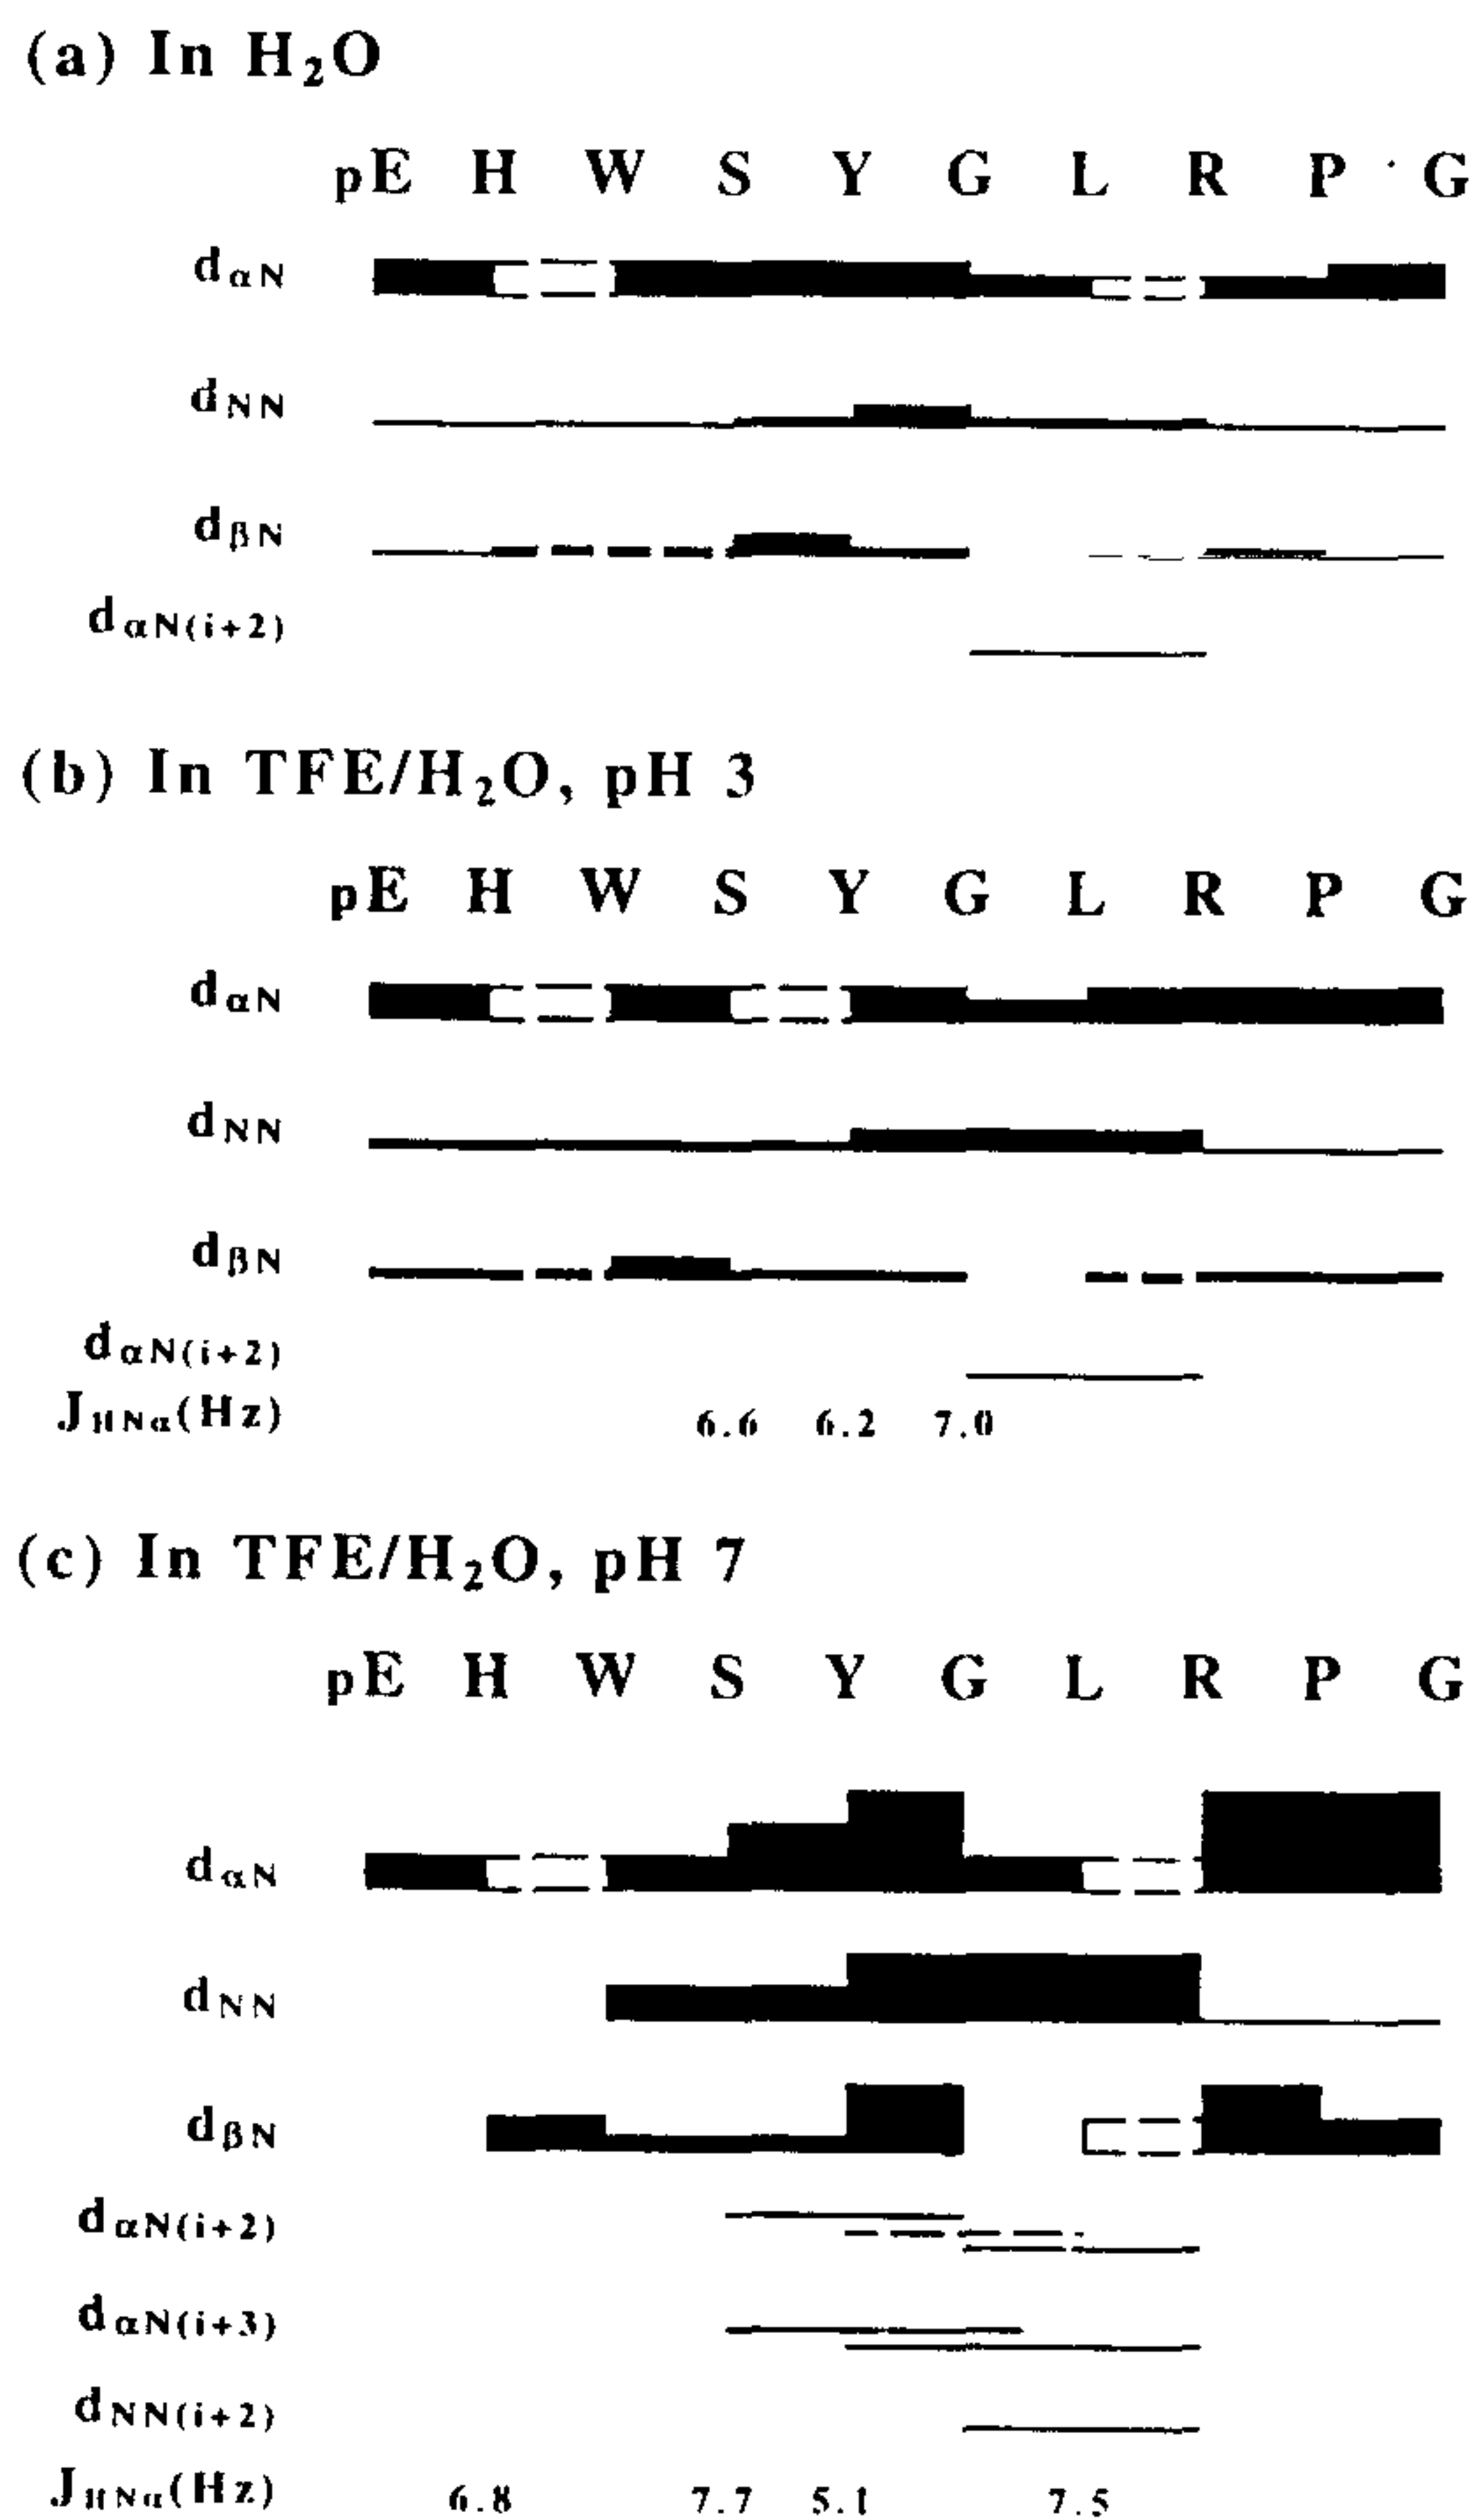 (a) In H₂O
pE H W S Y G L R P · G
dαN
dNN
dβN
dαN(i+2)
(b) In TFE/H₂O, pH 3
pE H W S Y G L R P G
dαN
dNN
dβN
dαN(i+2)
JHNα(Hz) 6.6 6.2 7.0
(c) In TFE/H₂O, pH 7
pE H W S Y G L R P G
dαN
dNN
dβN
dαN(i+2)
dαN(i+3)
dNN(i+2)
JHNα(Hz) 6.8 7.7 5.1 7.5